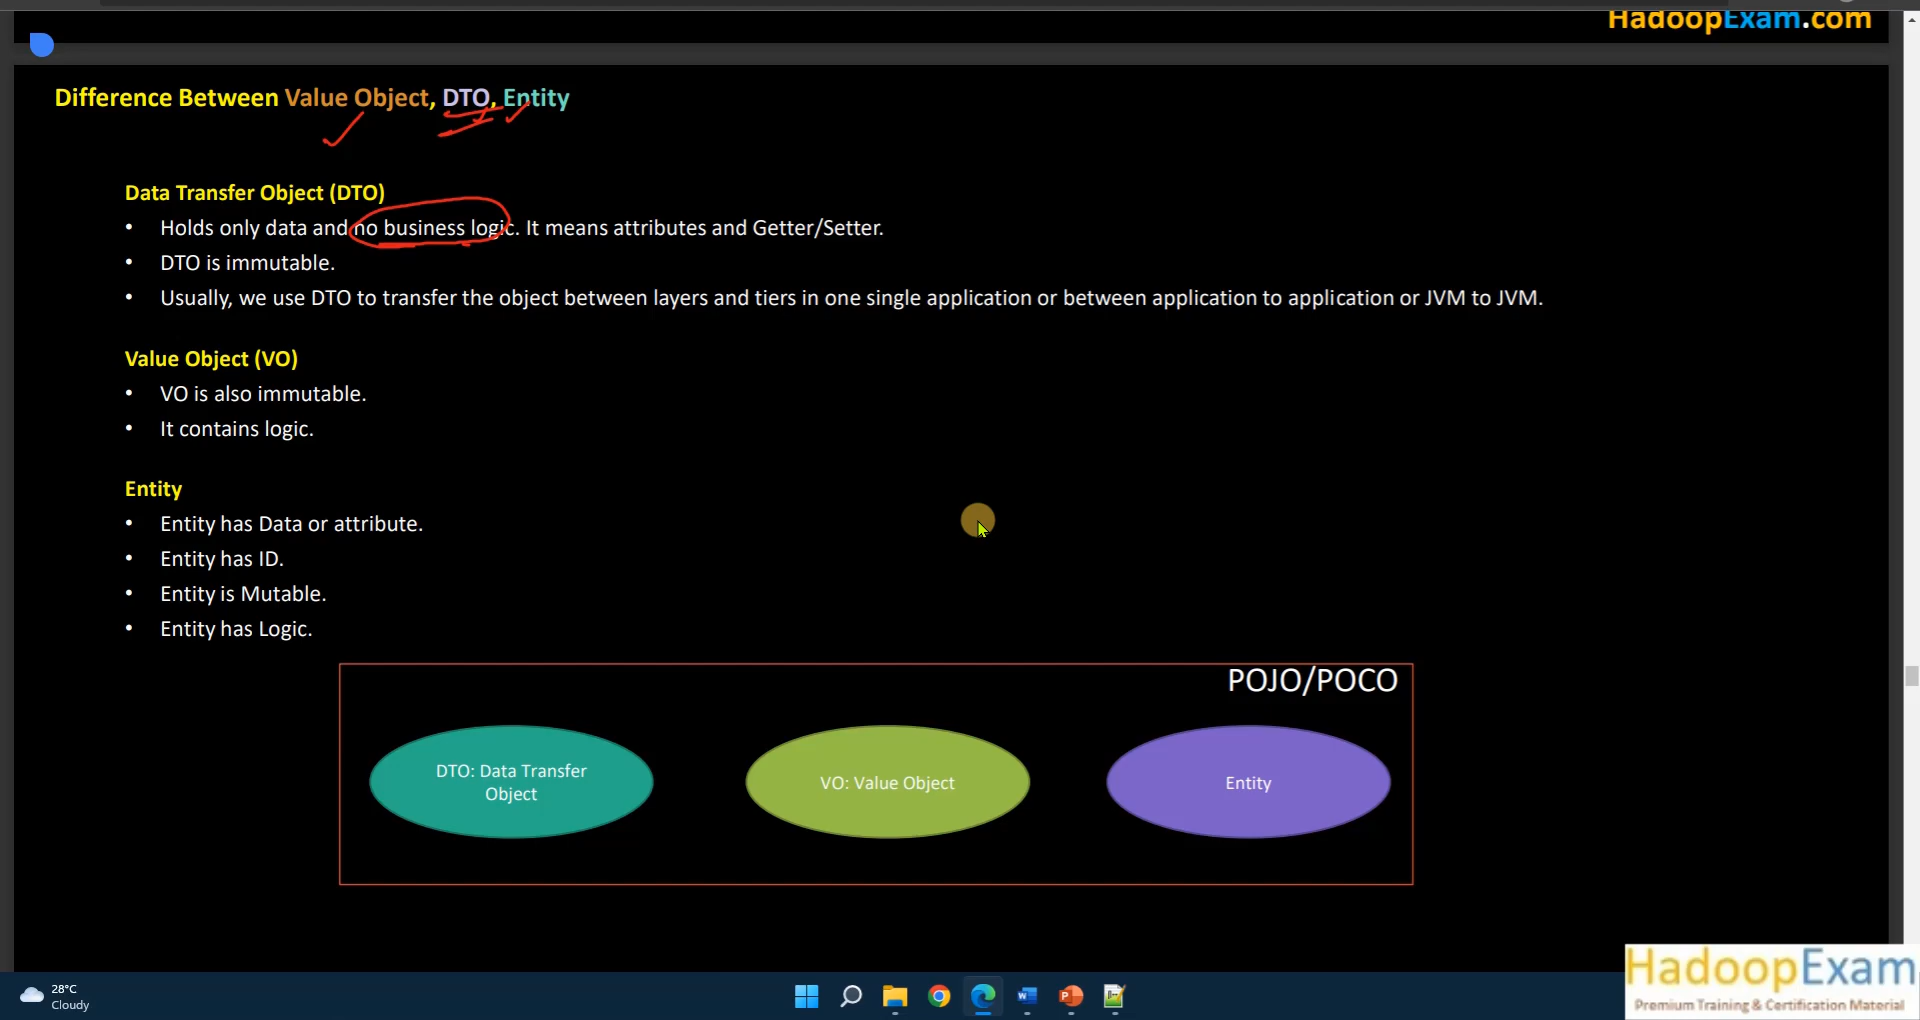 HadoopExam.com
Difference Between Value Object, DTO, Entity
Data Transfer Object (DTO)
• Holds only data and no business logic. It means attributes and Getter/Setter.
• DTO is immutable.
• Usually, we use DTO to transfer the object between layers and tiers in one single application or between application to application or JVM to JVM.
Value Object (VO)
• VO is also immutable.
• It contains logic.
Entity
• Entity has Data or attribute.
• Entity has ID.
• Entity is Mutable.
• Entity has Logic.
POJO/POCO
DTO: Data Transfer
Object
VO: Value Object
Entity
HadoopExam
Premium Training & Certification Material
28°C
Cloudy